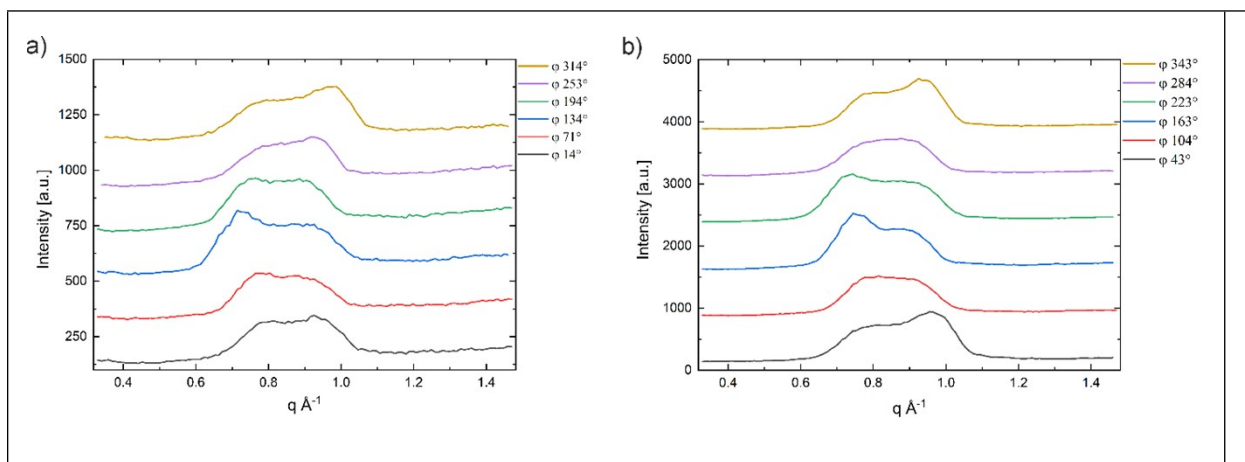 a)
1500
1250
1000
750
500
250
Intensity [a.u.]
0.4 0.6 0.8 1.0 1.2 1.4
q Å-1
φ 314°
φ 253°
φ 194°
φ 134°
φ 71°
φ 14°
b)
5000
4000
3000
2000
1000
0
Intensity [a.u.]
0.4 0.6 0.8 1.0 1.2 1.4
q Å-1
φ 343°
φ 284°
φ 223°
φ 163°
φ 104°
φ 43°